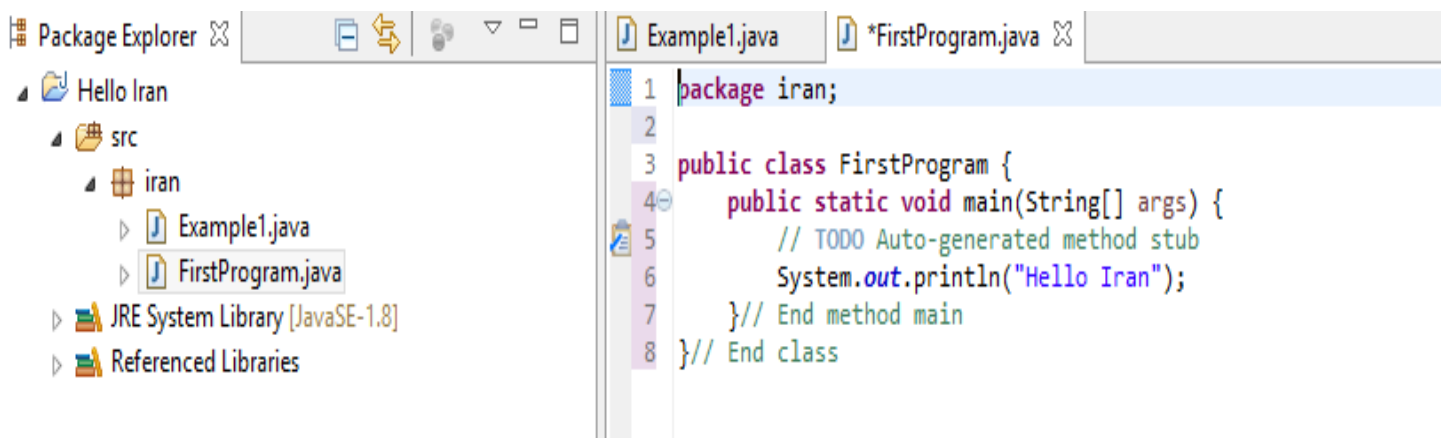 Package Explorer
Hello Iran
src
iran
Example1.java
FirstProgram.java
JRE System Library [JavaSE-1.8]
Referenced Libraries
Example1.java
*FirstProgram.java
1 package iran;
2
3 public class FirstProgram {
4 public static void main(String[] args) {
5 // TODO Auto-generated method stub
6 System.out.println("Hello Iran");
7 }// End method main
8 }// End class